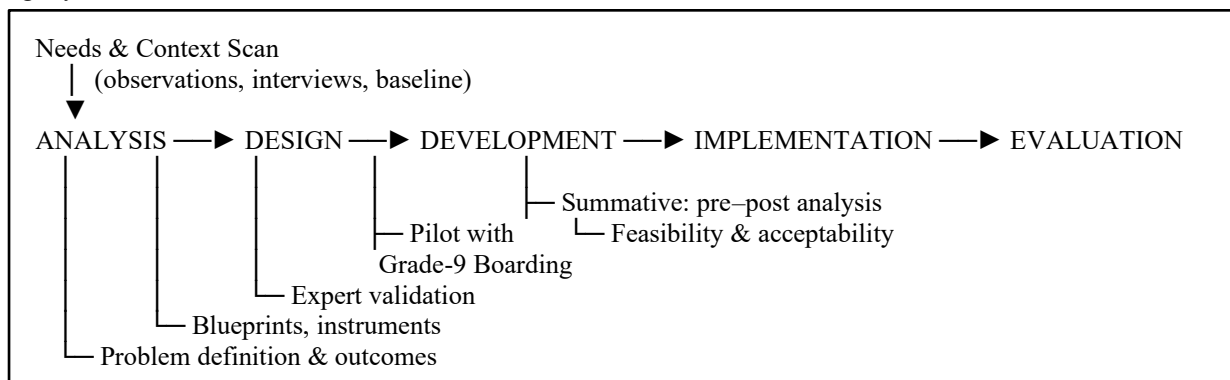 Needs & Context Scan
(observations, interviews, baseline)
ANALYSIS DESIGN DEVELOPMENT IMPLEMENTATION EVALUATION
Summative: pre–post analysis
Pilot with Feasibility & acceptability
Grade-9 Boarding
Expert validation
Blueprints, instruments
Problem definition & outcomes